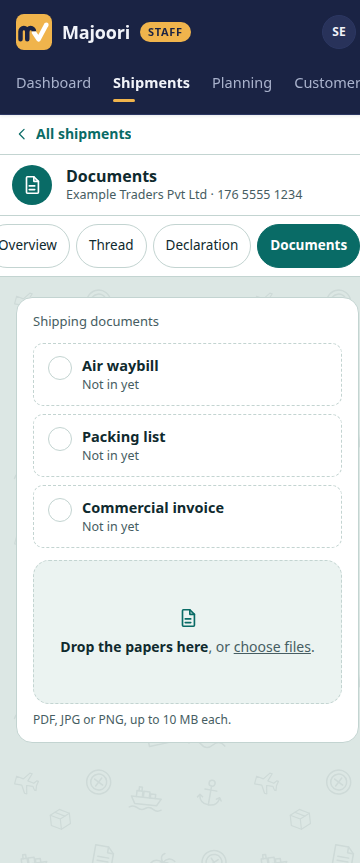 Majoori STAFF SE
Dashboard Shipments Planning Customer
All shipments
Documents
Example Traders Pvt Ltd · 176 5555 1234
Overview Thread Declaration Documents
Shipping documents
Air waybill
Not in yet
Packing list
Not in yet
Commercial invoice
Not in yet
Drop the papers here, or choose files.
PDF, JPG or PNG, up to 10 MB each.